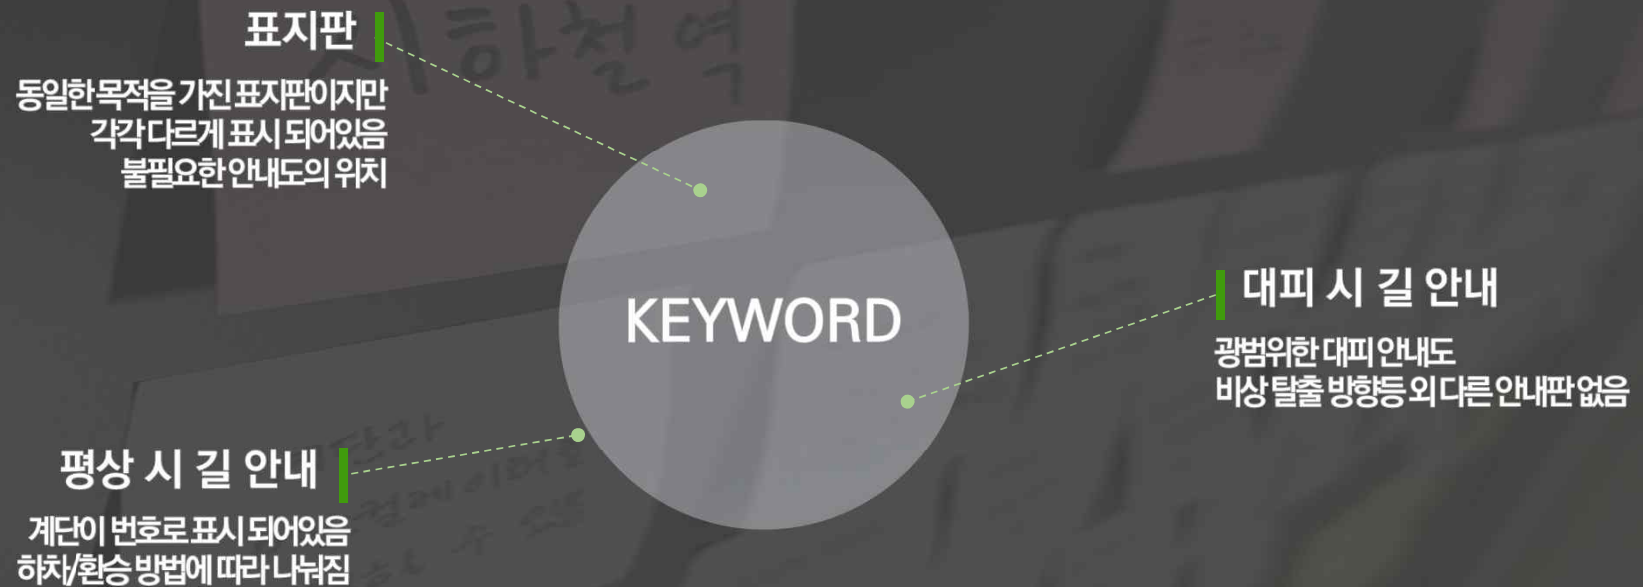 표지판
동일한 목적을 가진 표지판이지만
각각 다르게 표시 되어있음
불필요한 안내도의 위치
지하철 역
KEYWORD
대피 시 길 안내
광범위한 대피 안내도
비상 탈출 방향등 외 다른 안내판 없음
평상 시 길 안내
계단이 번호로 표시 되어있음
하차/환승 방법에 따라 나눠짐